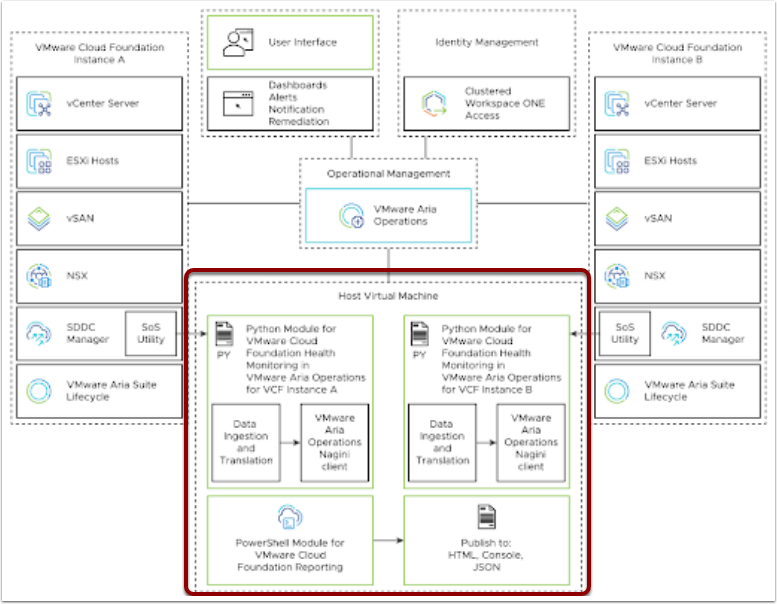 VMware Cloud Foundation
Instance A
vCenter Server
ESXi Hosts
vSAN
NSX
SDDC
Manager
SoS
Utility
VMware Aria Suite
Lifecycle
User Interface
Dashboards
Alerts
Notification
Remediation
Identity Management
Clustered
Workspace ONE
Access
Operational Management
VMware Aria
Operations
Host Virtual Machine
PY
Python Module for
VMware Cloud
Foundation Health
Monitoring in
VMware Aria Operations
for VCF Instance A
Data
Ingestion
and
Translation
VMware
Aria
Operations
Nagini
client
PY
Python Module for
VMware Cloud
Foundation Health
Monitoring in
VMware Aria Operations
for VCF Instance B
Data
Ingestion
and
Translation
VMware
Aria
Operations
Nagini
client
PowerShell Module for
VMware Cloud
Foundation Reporting
Publish to:
HTML, Console,
JSON
VMware Cloud Foundation
Instance B
vCenter Server
ESXi Hosts
vSAN
NSX
SoS
Utility
SDDC
Manager
VMware Aria Suite
Lifecycle